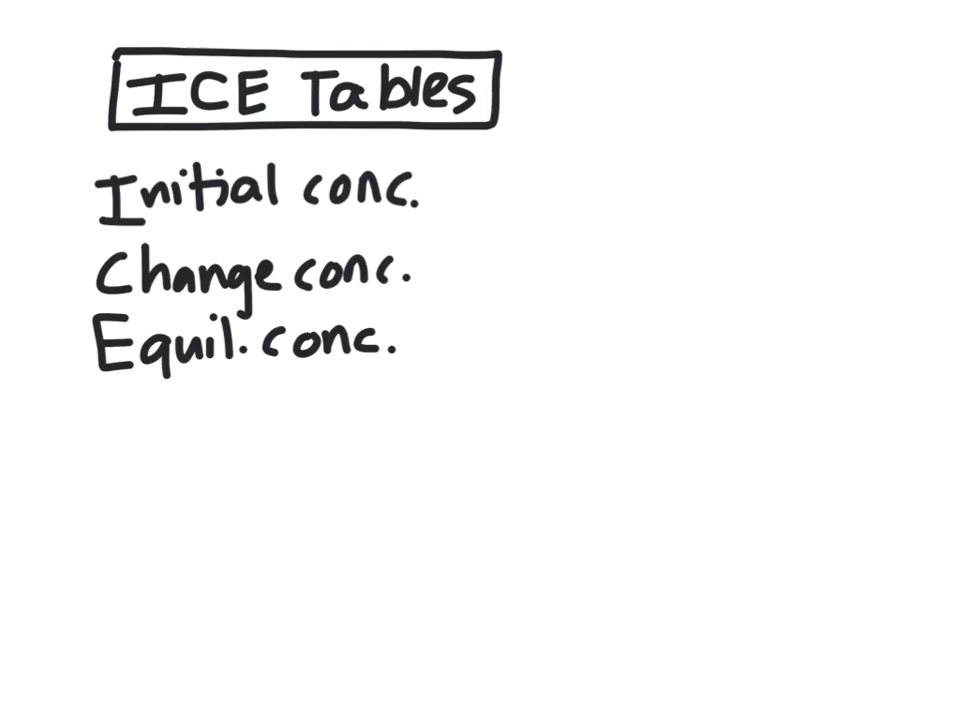 ICE Tables
Initial conc.
Change conc.
Equil. conc.